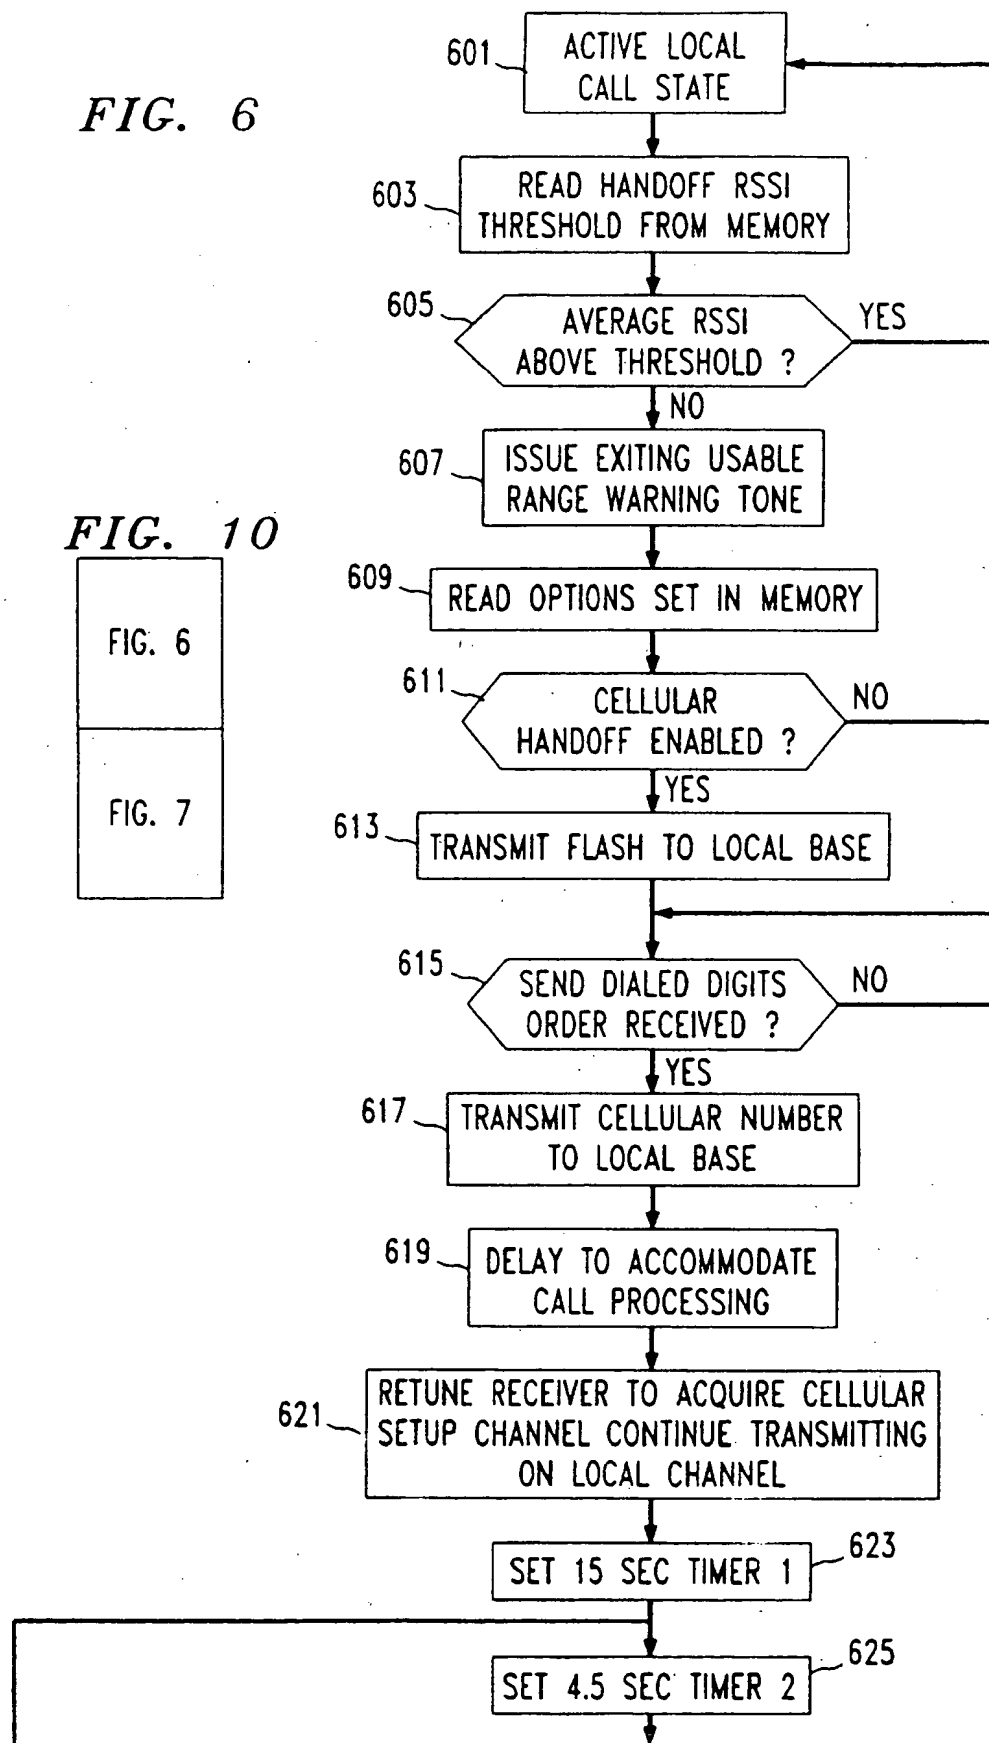 FIG. 6
601
ACTIVE LOCAL
CALL STATE
603
READ HANDOFF RSSI
THRESHOLD FROM MEMORY
605
AVERAGE RSSI
ABOVE THRESHOLD ?
YES
NO
607
ISSUE EXITING USABLE
RANGE WARNING TONE
FIG. 10
FIG. 6
FIG. 7
609
READ OPTIONS SET IN MEMORY
611
CELLULAR
HANDOFF ENABLED ?
NO
YES
613
TRANSMIT FLASH TO LOCAL BASE
615
SEND DIALED DIGITS
ORDER RECEIVED ?
NO
YES
617
TRANSMIT CELLULAR NUMBER
TO LOCAL BASE
619
DELAY TO ACCOMMODATE
CALL PROCESSING
621
RETUNE RECEIVER TO ACQUIRE CELLULAR
SETUP CHANNEL CONTINUE TRANSMITTING
ON LOCAL CHANNEL
623
SET 15 SEC TIMER 1
625
SET 4.5 SEC TIMER 2